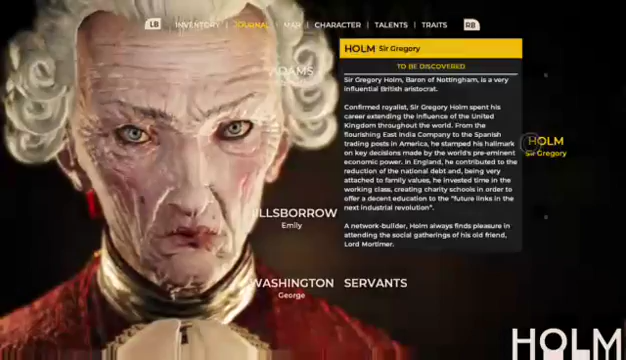 LB INVENTORY | JOURNAL | MAP | CHARACTER | TALENTS | TRAITS RB
HOLM Sir Gregory
TO BE DISCOVERED
Sir Gregory Holm, Baron of Nottingham, is a very
influential British aristocrat.
Confirmed royalist, Sir Gregory Holm spent his
career extending the influence of the United
Kingdom throughout the world. From the
flourishing East India Company to the Spanish
trading posts in America, he stamped his hallmark
on key decisions made by the world's pre-eminent
economic power. In England, he contributed to the
reduction of the national debt and, being very
attached to family values, he invested time in the
working class, creating charity schools in order to
offer a decent education to the "future links in the
next industrial revolution".
A network-builder, Holm always finds pleasure in
attending the social gatherings of his old friend,
Lord Mortimer.
ADAMS
HOLM
Sir Gregory
HILLSBORROW
Emily
WASHINGTON
George
SERVANTS
HOLM